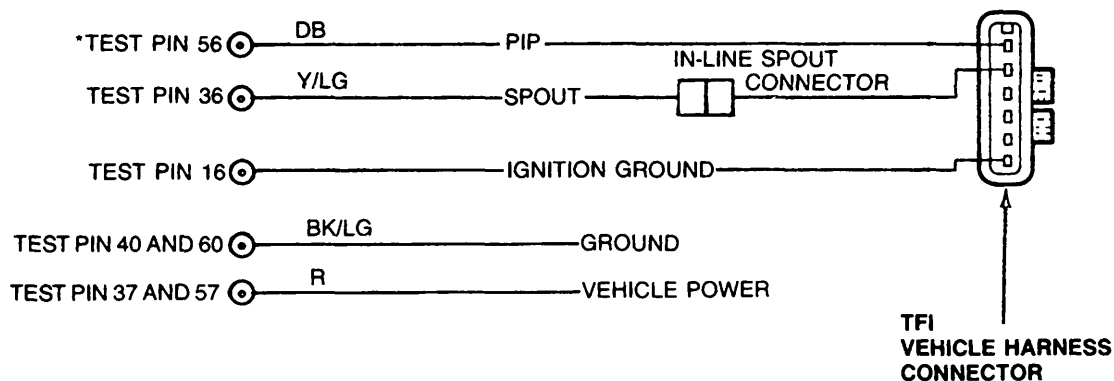 *TEST PIN 56 DB PIP
IN-LINE SPOUT
CONNECTOR
TEST PIN 36 Y/LG SPOUT
TEST PIN 16 IGNITION GROUND
TEST PIN 40 AND 60 BK/LG GROUND
TEST PIN 37 AND 57 R VEHICLE POWER
TFI
VEHICLE HARNESS
CONNECTOR